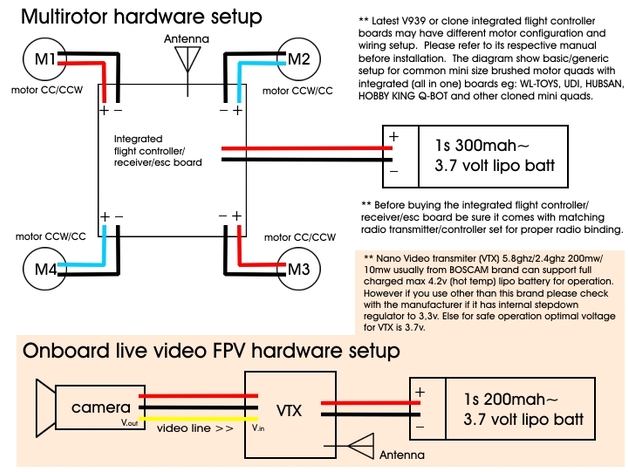 Multirotor hardware setup
Antenna
M1
M2
motor CC/CCW
motor CCW/CC
+ −
− +
Integrated
flight controller/
receiver/esc board
motor CCW/CC
motor CC/CCW
+ −
− +
M4
M3
** Latest V939 or clone integrated flight controller
boards may have different motor configuration and
wiring setup. Please refer to its respective manual
before installation. The diagram show basic/generic
setup for common mini size brushed motor quads with
integrated (all in one) boards eg: WL-TOYS, UDI, HUBSAN,
HOBBY KING Q-BOT and other cloned mini quads.
+
−
1s 300mah~
3.7 volt lipo batt
** Before buying the integrated flight controller/
receiver/esc board be sure it comes with matching
radio transmitter/controller set for proper radio binding.
** Nano Video transmiter (VTX) 5.8ghz/2.4ghz 200mw/
10mw usually from BOSCAM brand can support full
charged max 4.2v (hot temp) lipo battery for operation.
However if you use other than this brand please check
with the manufacturer if it has internal stepdown
regulator to 3,3v. Else for safe operation optimal voltage
for VTX is 3.7v.
Onboard live video FPV hardware setup
camera
V.out
video line >>
V.in
VTX
Antenna
+
−
1s 200mah~
3.7 volt lipo batt